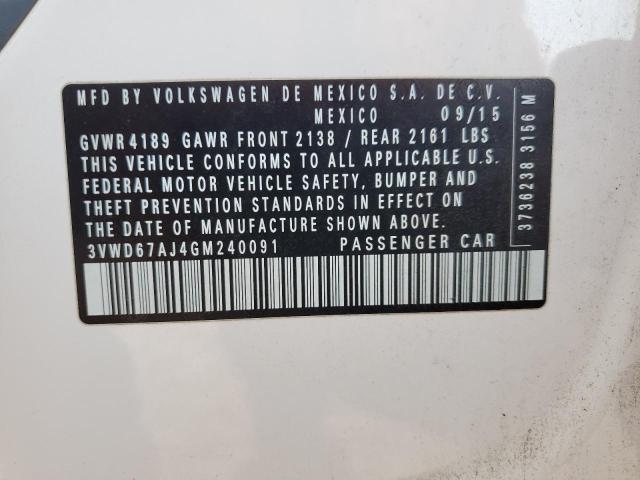 MFD BY VOLKSWAGEN DE MEXICO S.A. DE C.V.
MEXICO 09/15
GVWR 4189 GAWR FRONT 2138 / REAR 2161 LBS
THIS VEHICLE CONFORMS TO ALL APPLICABLE U.S.
FEDERAL MOTOR VEHICLE SAFETY, BUMPER AND
THEFT PREVENTION STANDARDS IN EFFECT ON
THE DATE OF MANUFACTURE SHOWN ABOVE.
3VWD67AJ4GM240091 PASSENGER CAR
3736238 3156 M